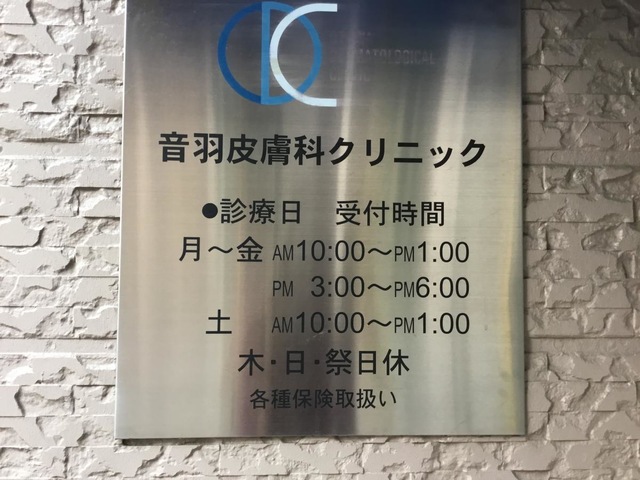 音羽皮膚科クリニック
●診療日 受付時間
月〜金 AM10:00〜PM1:00
PM 3:00〜PM6:00
土 AM10:00〜PM1:00
木・日・祭日休
各種保険取扱い